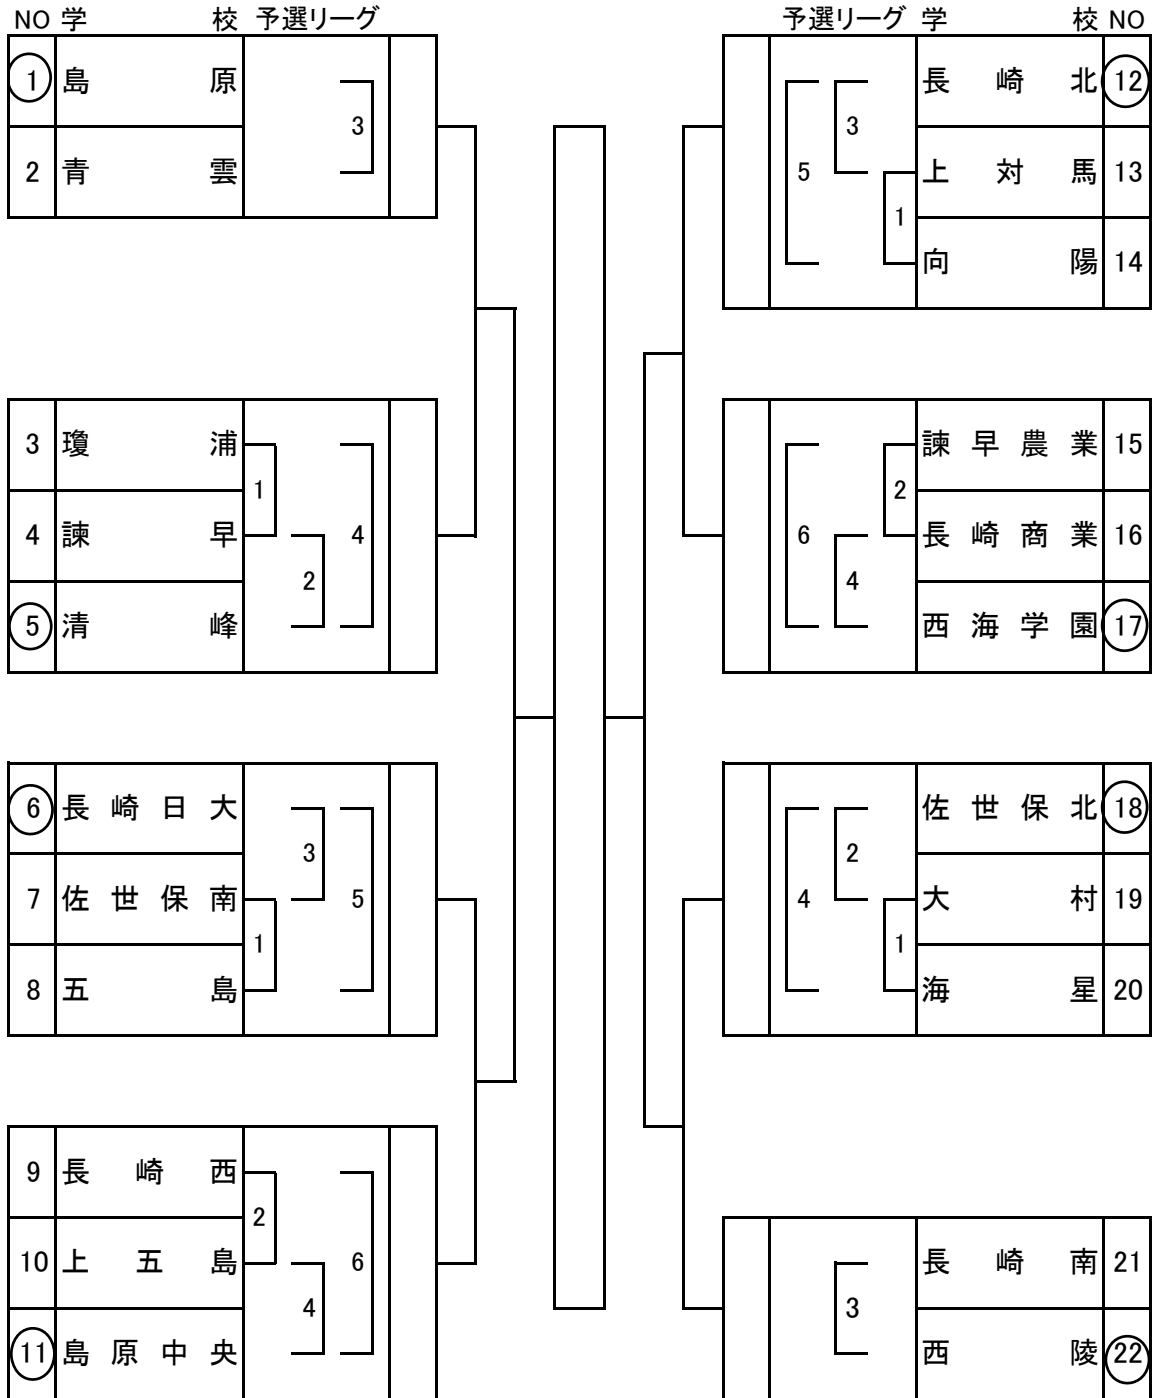 NO 学校 予選リーグ
1 島原
3
2 青雲
3 瓊浦
1
4 諫早 4
2
5 清峰
6 長崎日大
3
7 佐世保南 5
1
8 五島
9 長崎西
2
10 上五島 6
4
11 島原中央
予選リーグ 学校 NO
長崎北 12
3
5 上対馬 13
1
向陽 14
諫早農業 15
2
6 長崎商業 16
4
西海学園 17
佐世保北 18
2
4 大村 19
1
海星 20
長崎南 21
3
西陵 22